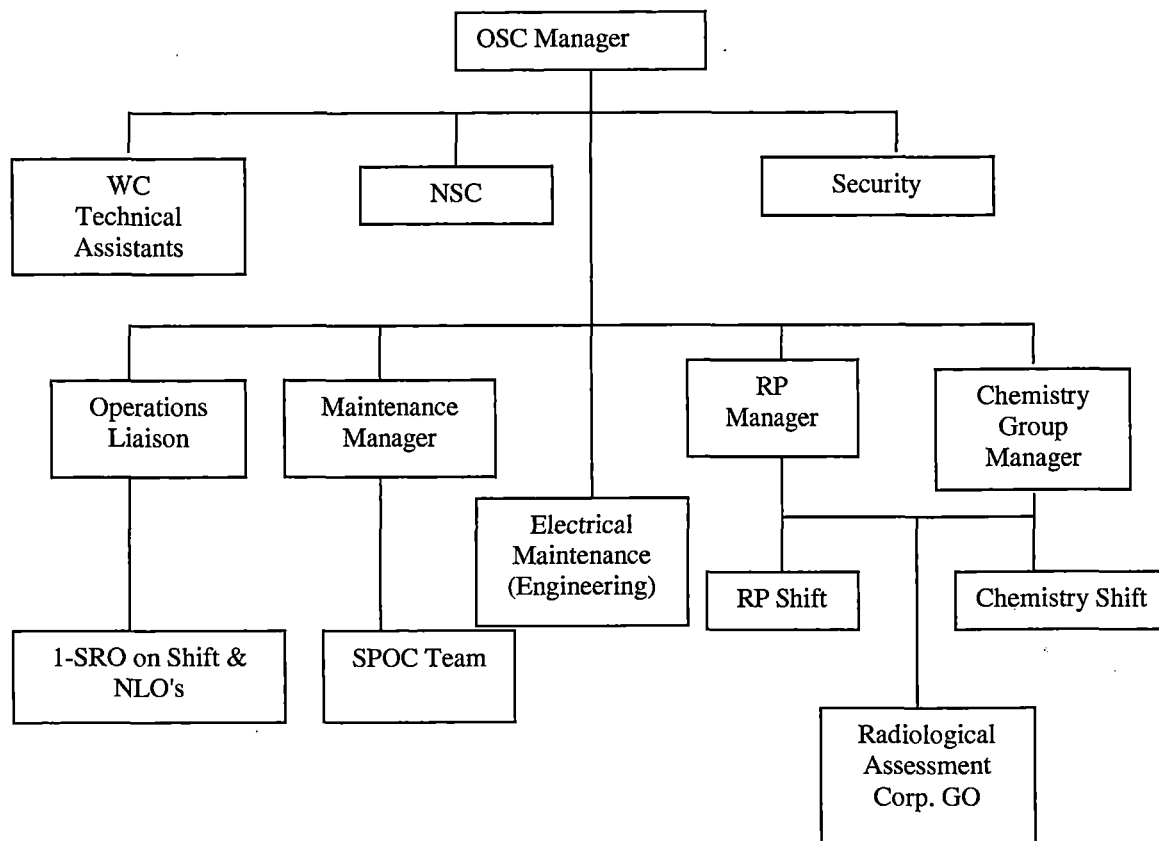 OSC Manager
WC
Technical
Assistants
NSC
Security
Operations
Liaison
Maintenance
Manager
RP
Manager
Chemistry
Group
Manager
Electrical
Maintenance
(Engineering)
RP Shift
Chemistry Shift
1-SRO on Shift &
NLO's
SPOC Team
Radiological
Assessment
Corp. GO